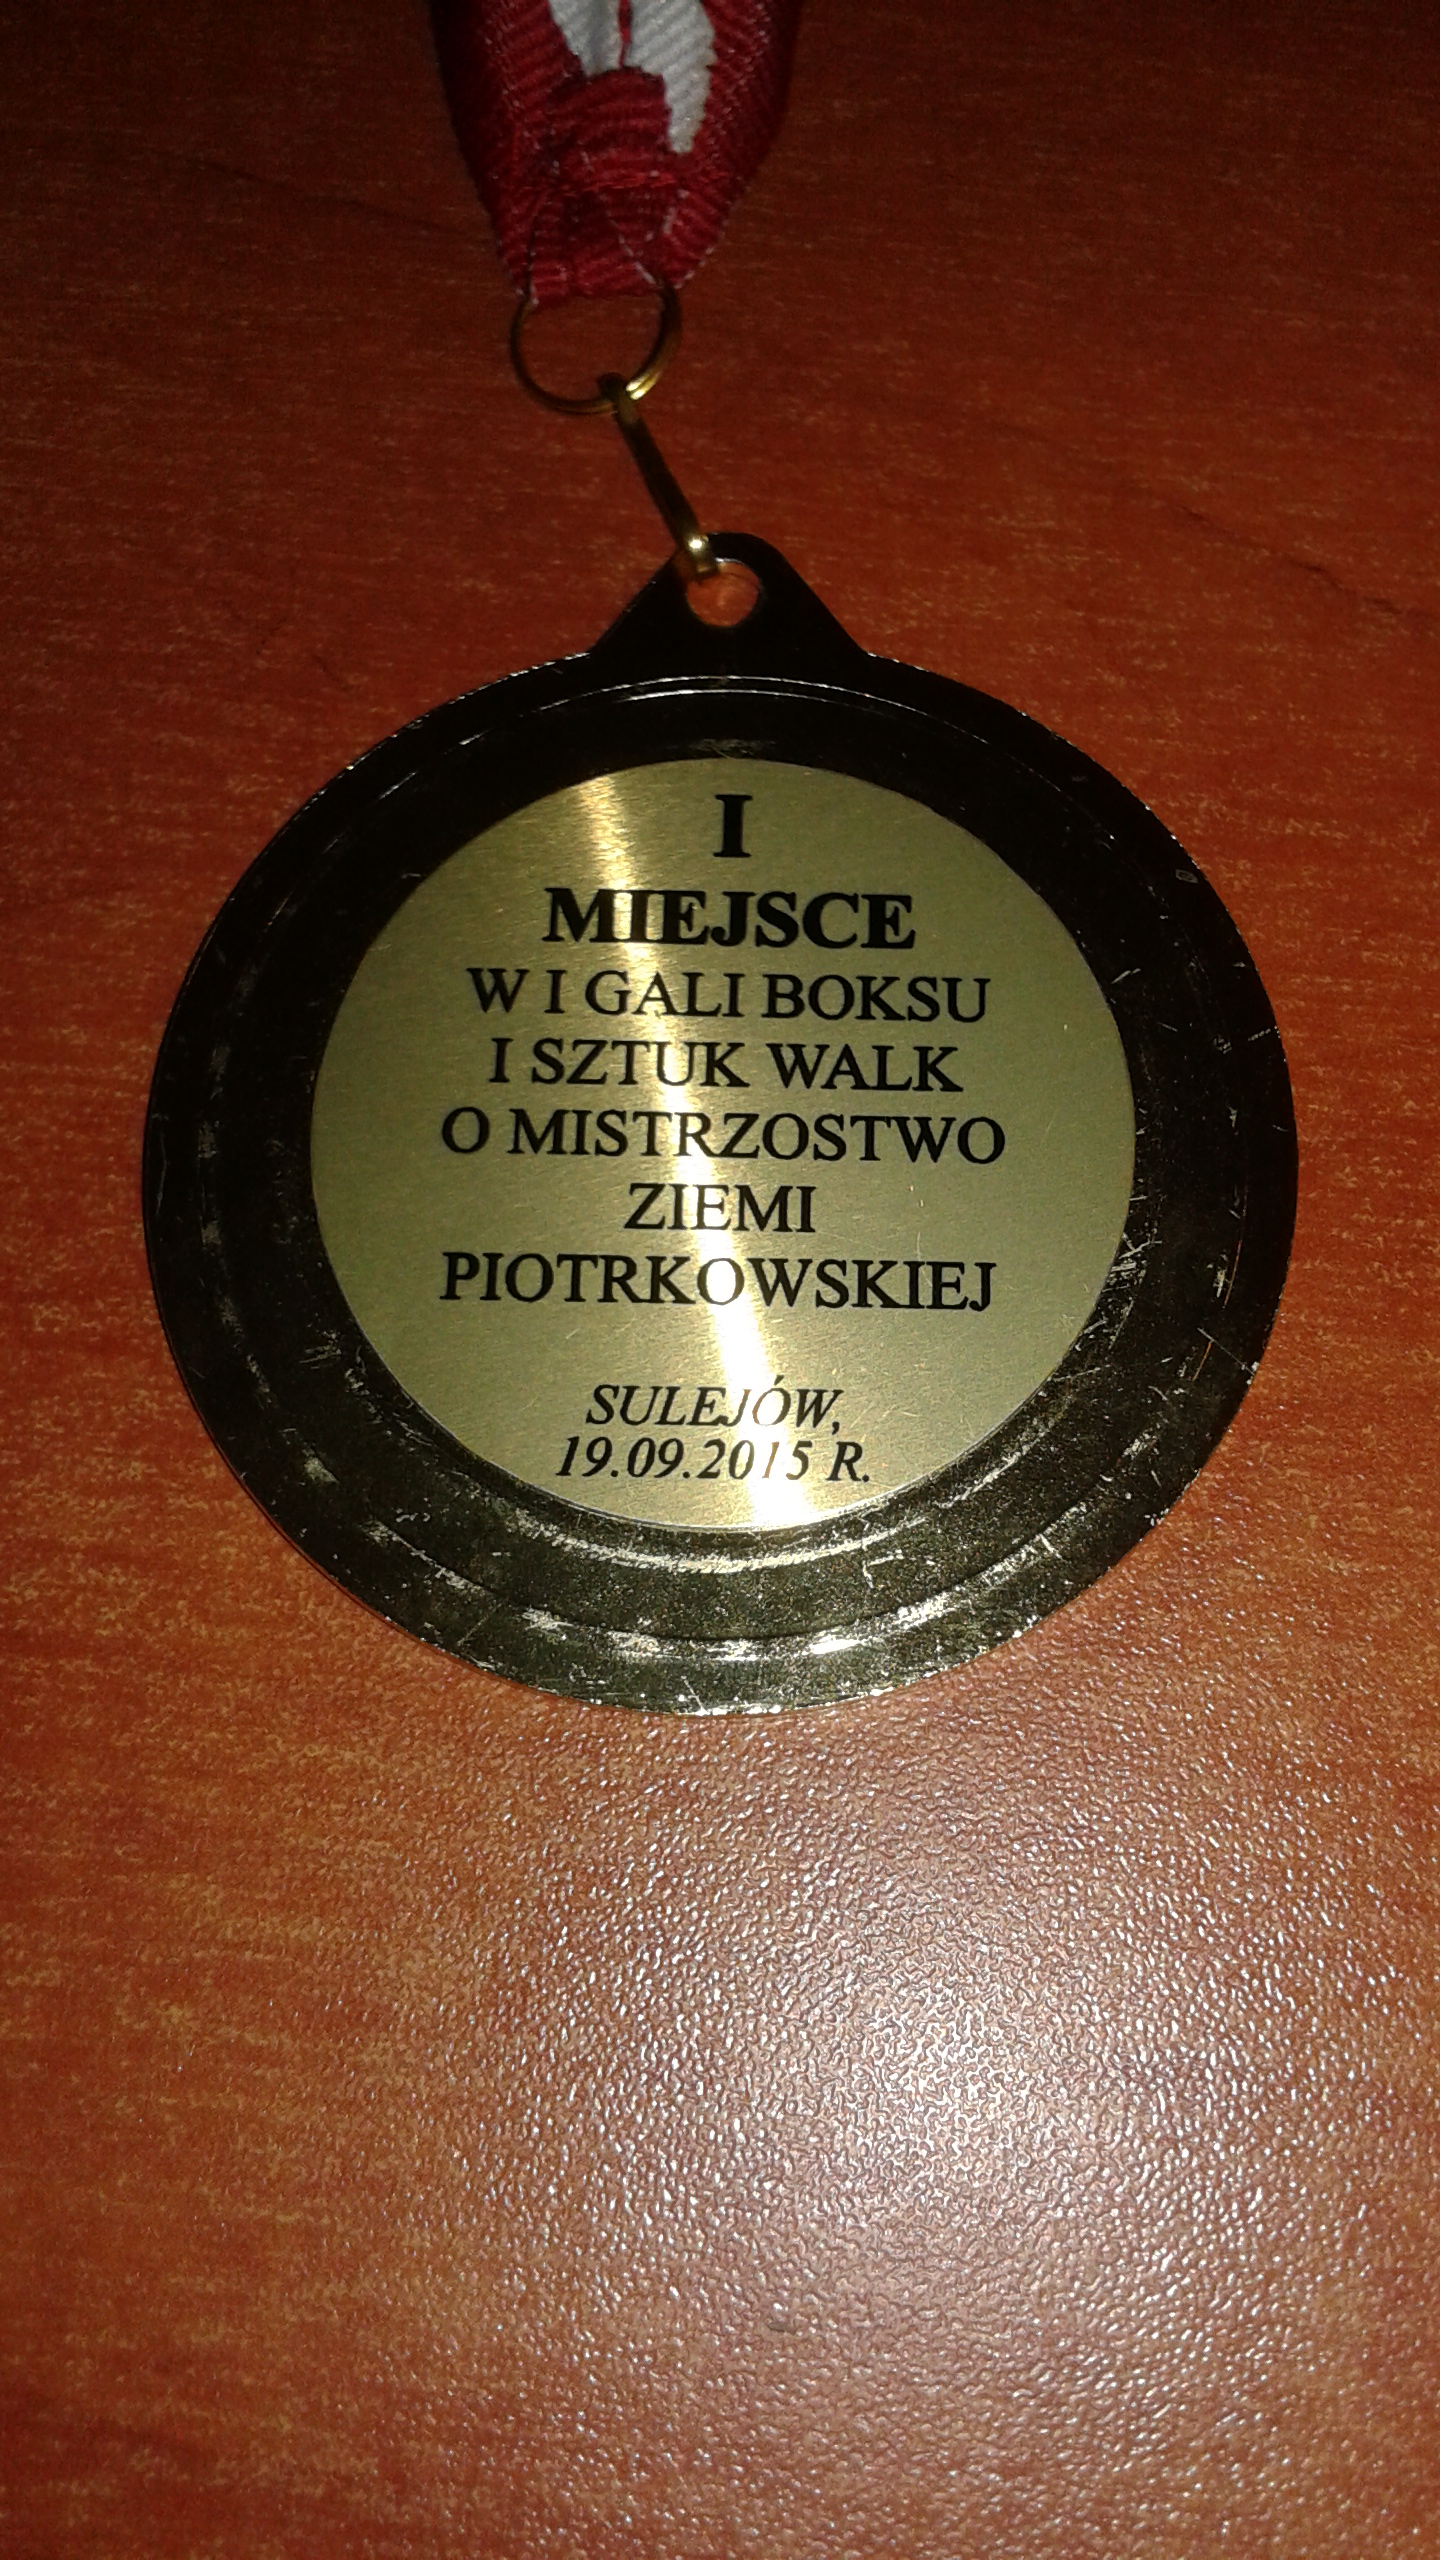 I
MIEJSCE
W I GALI BOKSU
I SZTUK WALK
O MISTRZOSTWO
ZIEMI
PIOTRKOWSKIEJ
SULEJÓW,
19.09.2015 R.